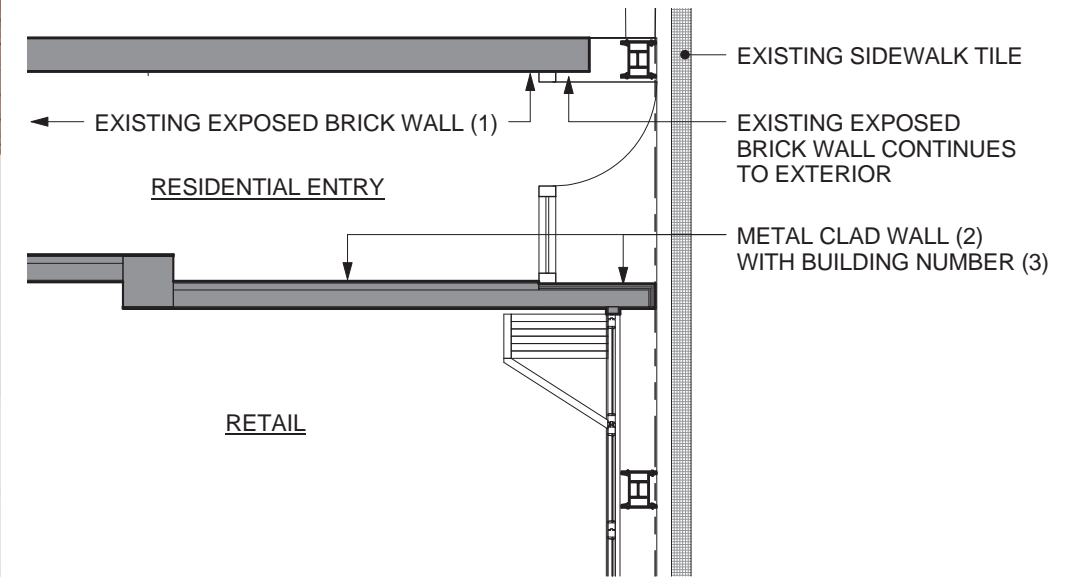 EXISTING SIDEWALK TILE
EXISTING EXPOSED BRICK WALL (1)
EXISTING EXPOSED
BRICK WALL CONTINUES
TO EXTERIOR
RESIDENTIAL ENTRY
METAL CLAD WALL (2)
WITH BUILDING NUMBER (3)
RETAIL